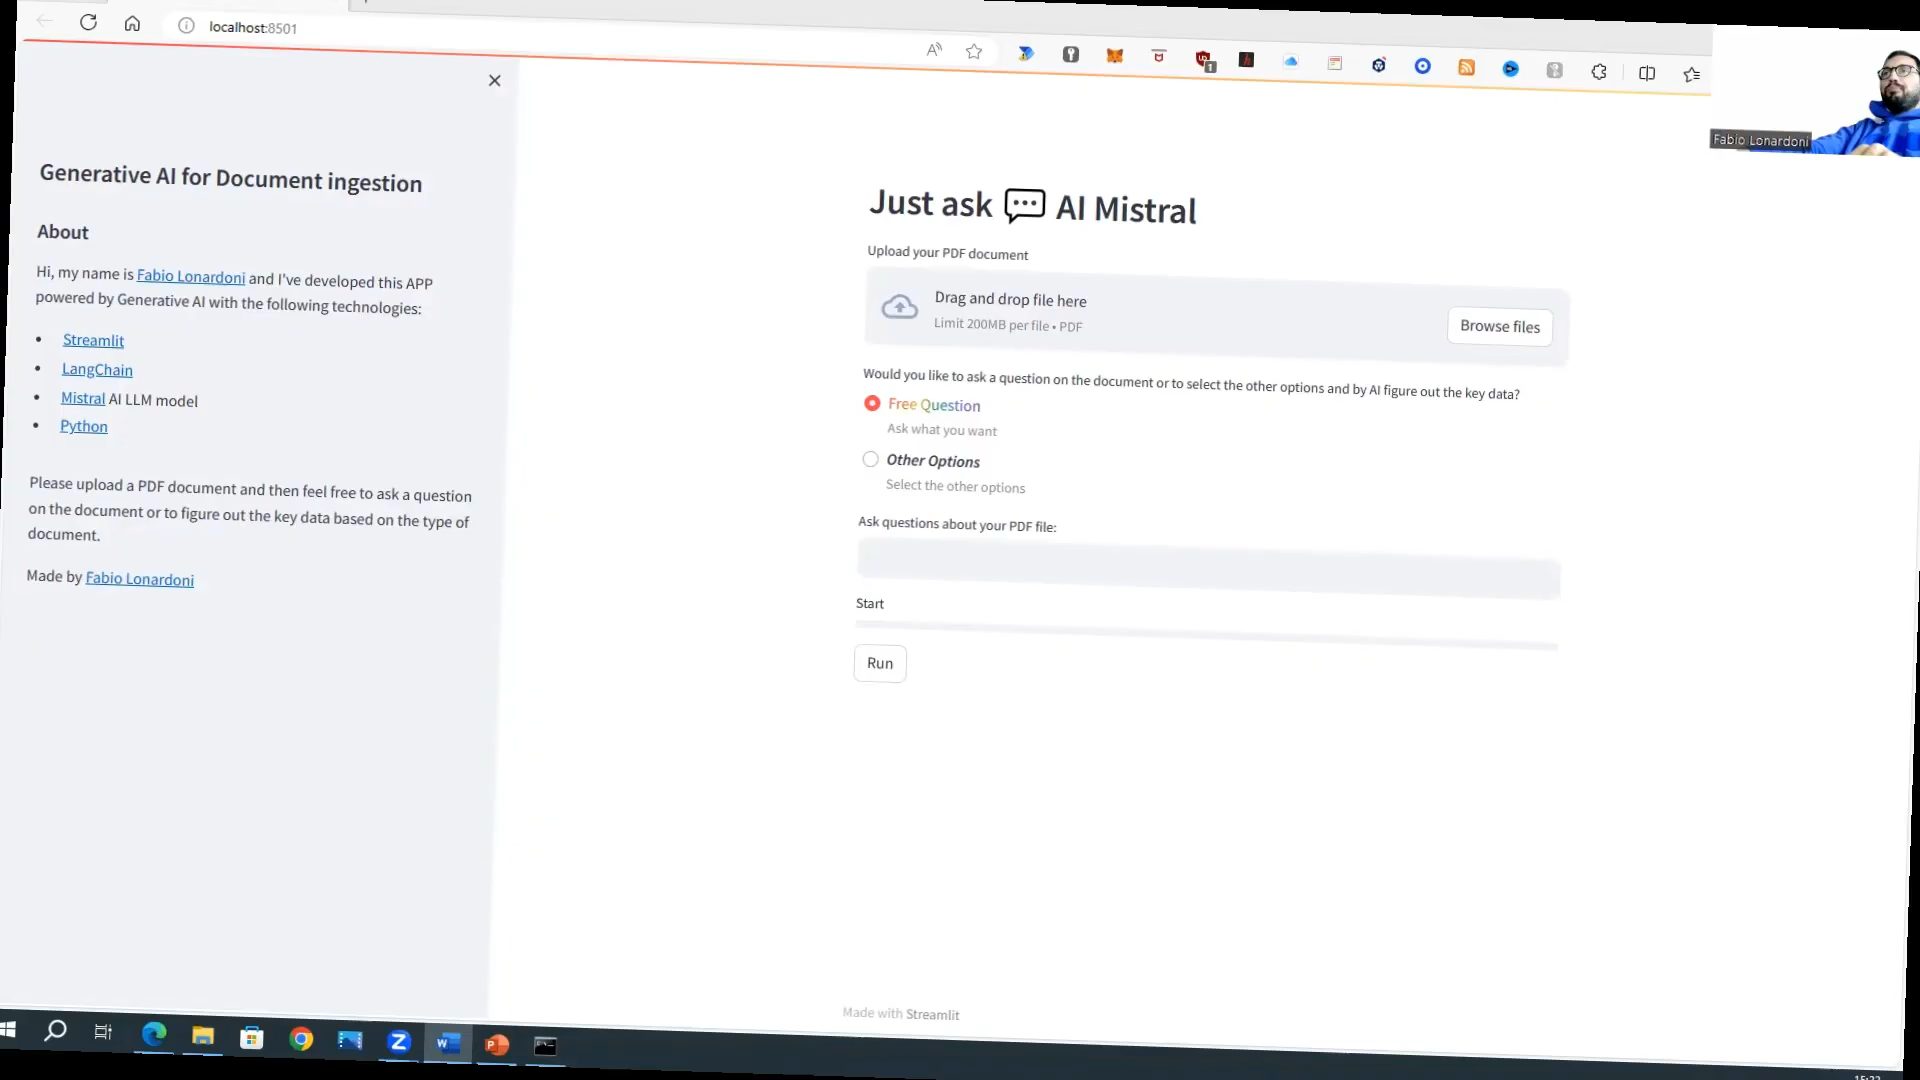 localhost:8501
1
Fabio Lonardoni
Generative AI for Document ingestion
About
Hi, my name is Fabio Lonardoni and I've developed this APP
powered by Generative AI with the following technologies:
• Streamlit
• LangChain
• Mistral AI LLM model
• Python
Please upload a PDF document and then feel free to ask a question
on the document or to figure out the key data based on the type of
document.
Made by Fabio Lonardoni
Just ask AI Mistral
Upload your PDF document
Drag and drop file here
Limit 200MB per file • PDF
Browse files
Would you like to ask a question on the document or to select the other options and by AI figure out the key data?
Free Question
Ask what you want
Other Options
Select the other options
Ask questions about your PDF file:
Start
Run
Made with Streamlit